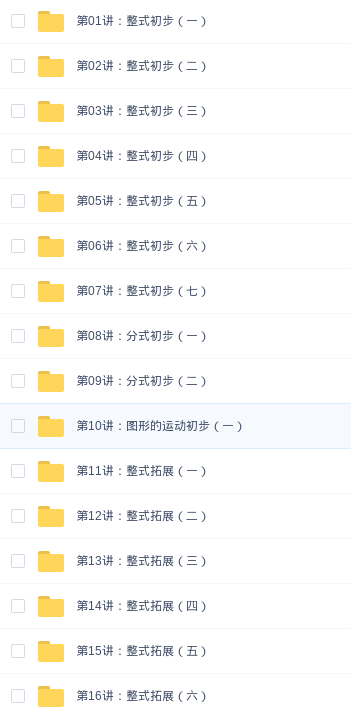 第01讲：整式初步（一）
第02讲：整式初步（二）
第03讲：整式初步（三）
第04讲：整式初步（四）
第05讲：整式初步（五）
第06讲：整式初步（六）
第07讲：整式初步（七）
第08讲：分式初步（一）
第09讲：分式初步（二）
第10讲：图形的运动初步（一）
第11讲：整式拓展（一）
第12讲：整式拓展（二）
第13讲：整式拓展（三）
第14讲：整式拓展（四）
第15讲：整式拓展（五）
第16讲：整式拓展（六）